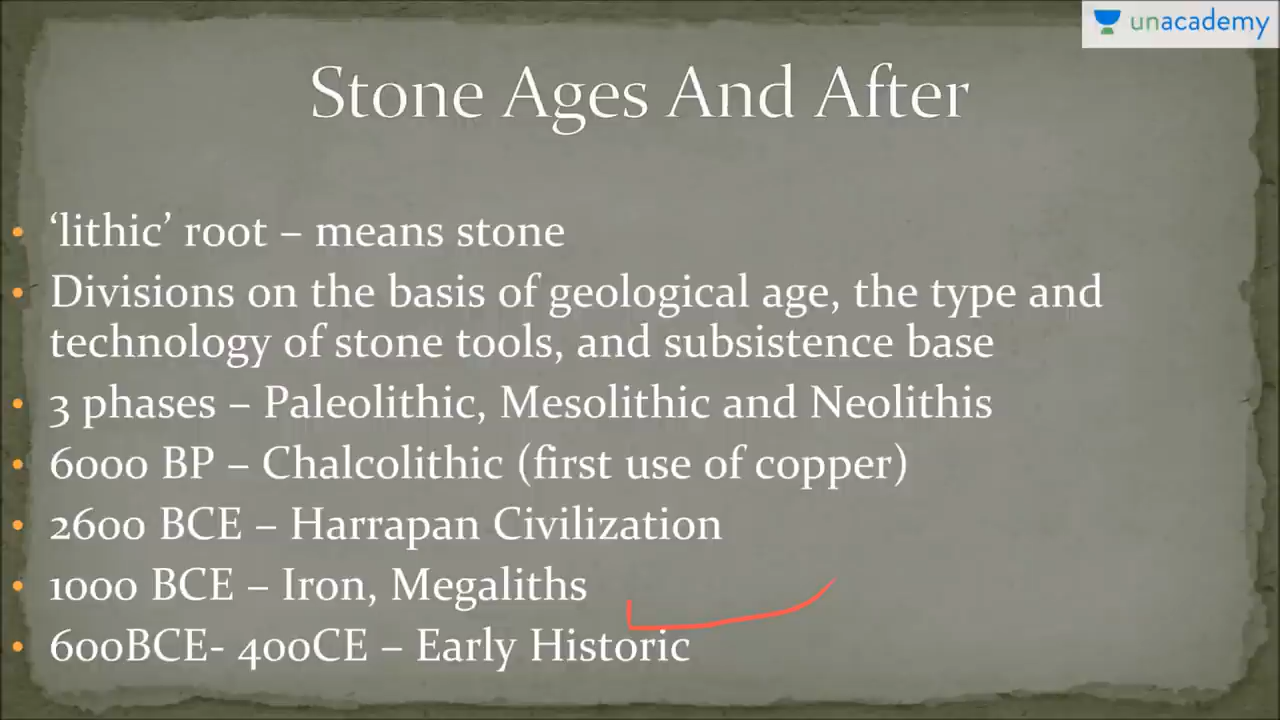 unacademy
Stone Ages And After
• ‘lithic’ root – means stone
• Divisions on the basis of geological age, the type and
technology of stone tools, and subsistence base
• 3 phases – Paleolithic, Mesolithic and Neolithis
• 6000 BP – Chalcolithic (first use of copper)
• 2600 BCE – Harrapan Civilization
• 1000 BCE – Iron, Megaliths
• 600BCE- 400CE – Early Historic